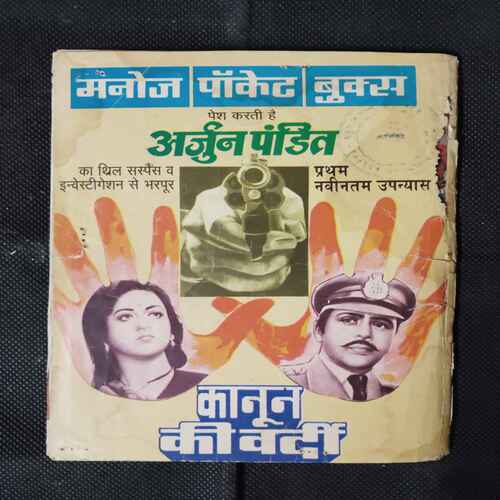 मनोज पॉकेट बुक्स
पेश करती है
अर्जुन पंडित
का थ्रिल सस्पैंस व
इन्वेस्टीगेशन से भरपूर
प्रथम
नवीनतम उपन्यास
कानून
की वर्दी